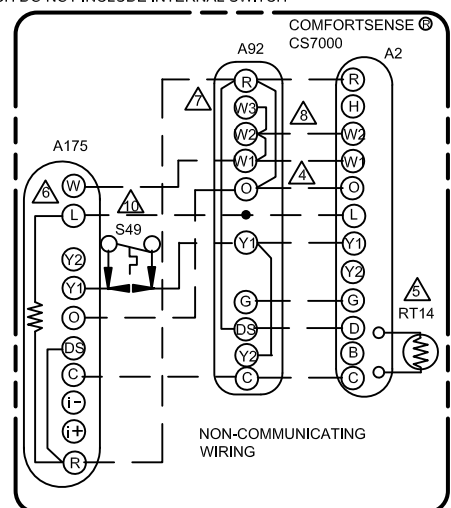 COMFORTSENSE ®
CS7000
A92
A2
A175
R
W3
W2
W1
O
Y1
G
DS
Y2
C
7
8
4
R
H
W2
W1
O
L
Y1
Y2
G
D
B
C
5
RT14
6
W
L
Y2
Y1
O
DS
C
i-
i+
R
10
S49
NON-COMMUNICATING
WIRING